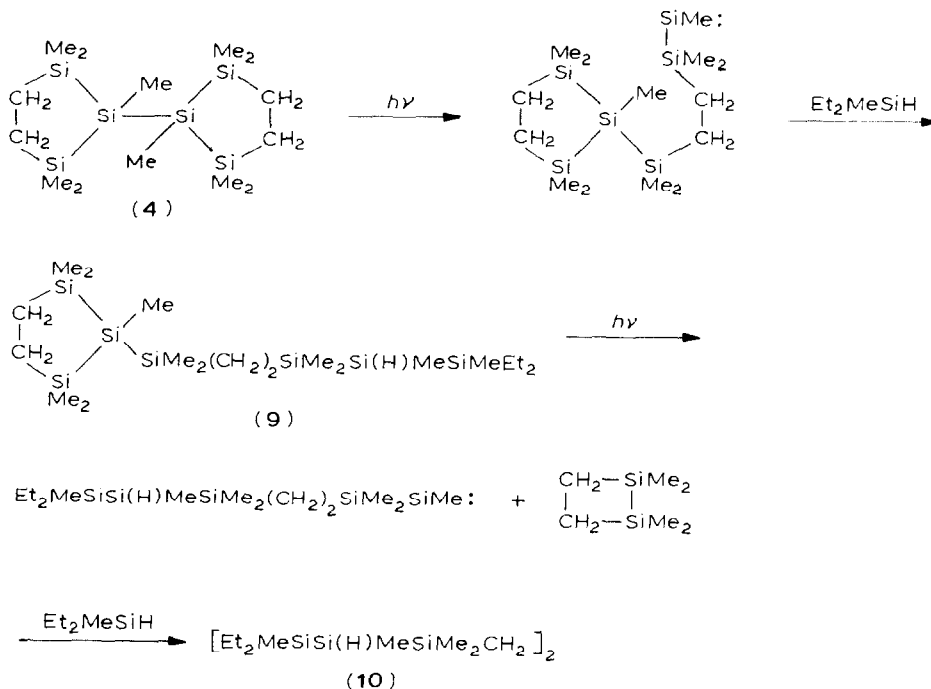 Me2 Me2 SiMe:
Si Me Si Me2 SiMe2
CH2 CH2 Si Me CH2
CH2 Si Si CH2 hν CH2 Si CH2 Et2MeSiH
Si Me Si CH2 Si Si
Me2 Me2 Me2 Me2
(4)
Me2
Si Me
CH2 Si hν
CH2 SiMe2(CH2)2SiMe2Si(H)MeSiMeEt2
Si
Me2
(9)
Et2MeSiSi(H)MeSiMe2(CH2)2SiMe2SiMe: + CH2—SiMe2
CH2—SiMe2
Et2MeSiH
[Et2MeSiSi(H)MeSiMe2CH2]2
(10)